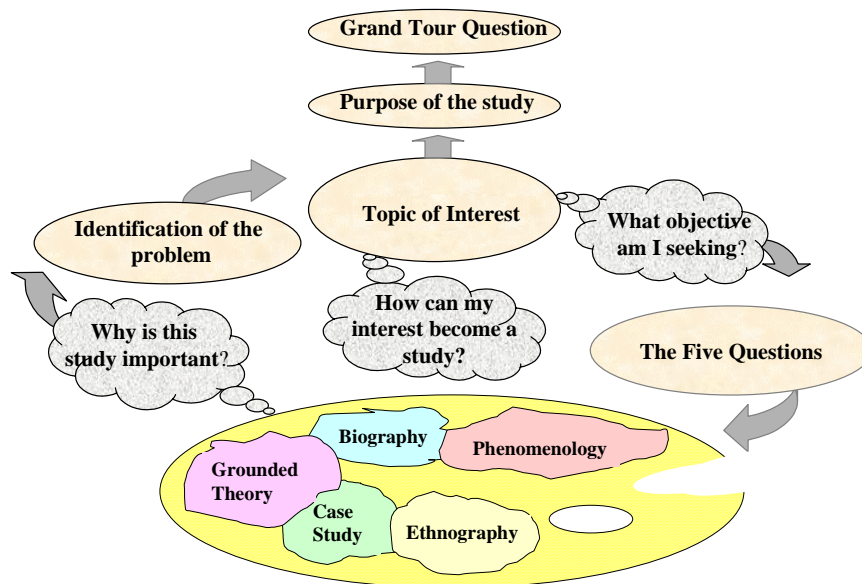 Grand Tour Question
Purpose of the study
Topic of Interest
Identification of the
problem
What objective
am I seeking?
How can my
interest become a
study?
Why is this
study important?
The Five Questions
Biography
Phenomenology
Grounded
Theory
Case
Study
Ethnography